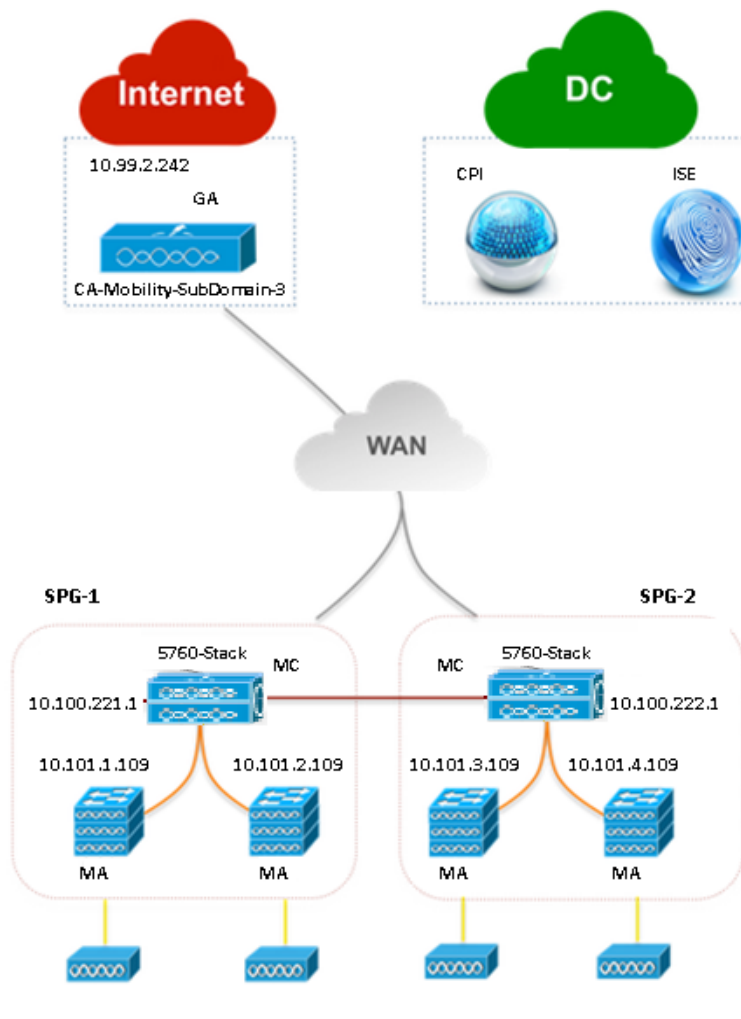 Internet
DC
10.99.2.242
GA
CA-Mobility-SubDomain-3
CPI
ISE
WAN
SPG-1
SPG-2
5760-Stack
MC
10.100.221.1
MC
5760-Stack
10.100.222.1
10.101.1.109
10.101.2.109
10.101.3.109
10.101.4.109
MA
MA
MA
MA